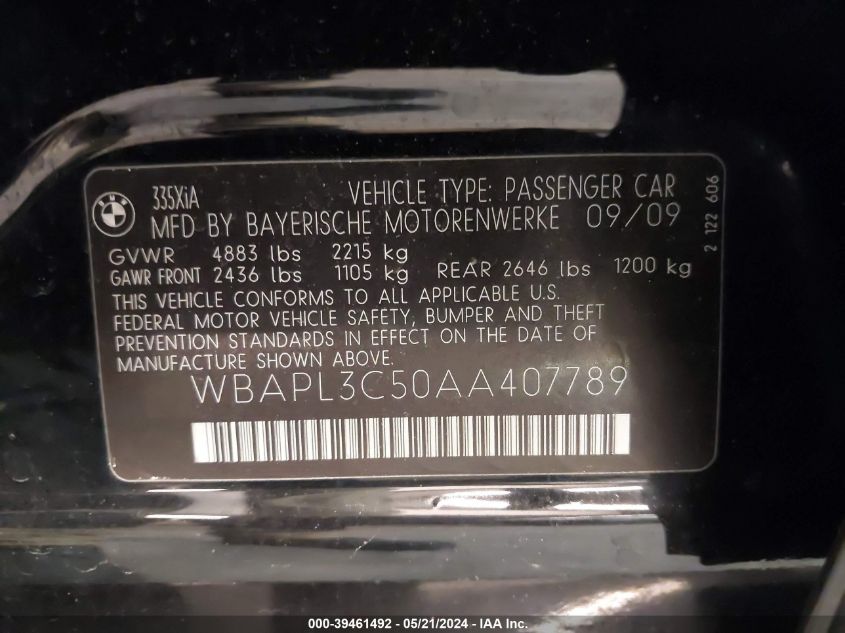 BMW 335XiA VEHICLE TYPE: PASSENGER CAR
MFD BY BAYERISCHE MOTORENWERKE 09/09
GVWR 4883 lbs 2215 kg
GAWR FRONT 2436 lbs 1105 kg REAR 2646 lbs 1200 kg
THIS VEHICLE CONFORMS TO ALL APPLICABLE U.S.
FEDERAL MOTOR VEHICLE SAFETY, BUMPER AND THEFT
PREVENTION STANDARDS IN EFFECT ON THE DATE OF
MANUFACTURE SHOWN ABOVE.
WBAPL3C50AA407789
2 122 606
000-39461492 - 05/21/2024 - IAA Inc.